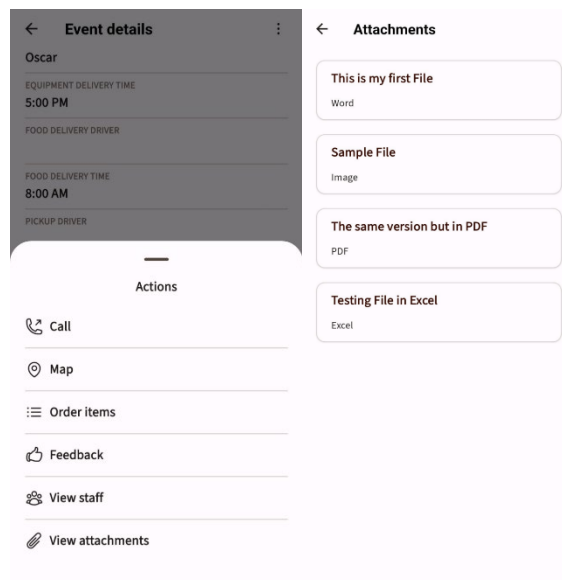 Event details
Oscar
EQUIPMENT DELIVERY TIME
5:00 PM
FOOD DELIVERY DRIVER
FOOD DELIVERY TIME
8:00 AM
PICKUP DRIVER
Actions
Call
Map
Order items
Feedback
View staff
View attachments
Attachments
This is my first File
Word
Sample File
Image
The same version but in PDF
PDF
Testing File in Excel
Excel